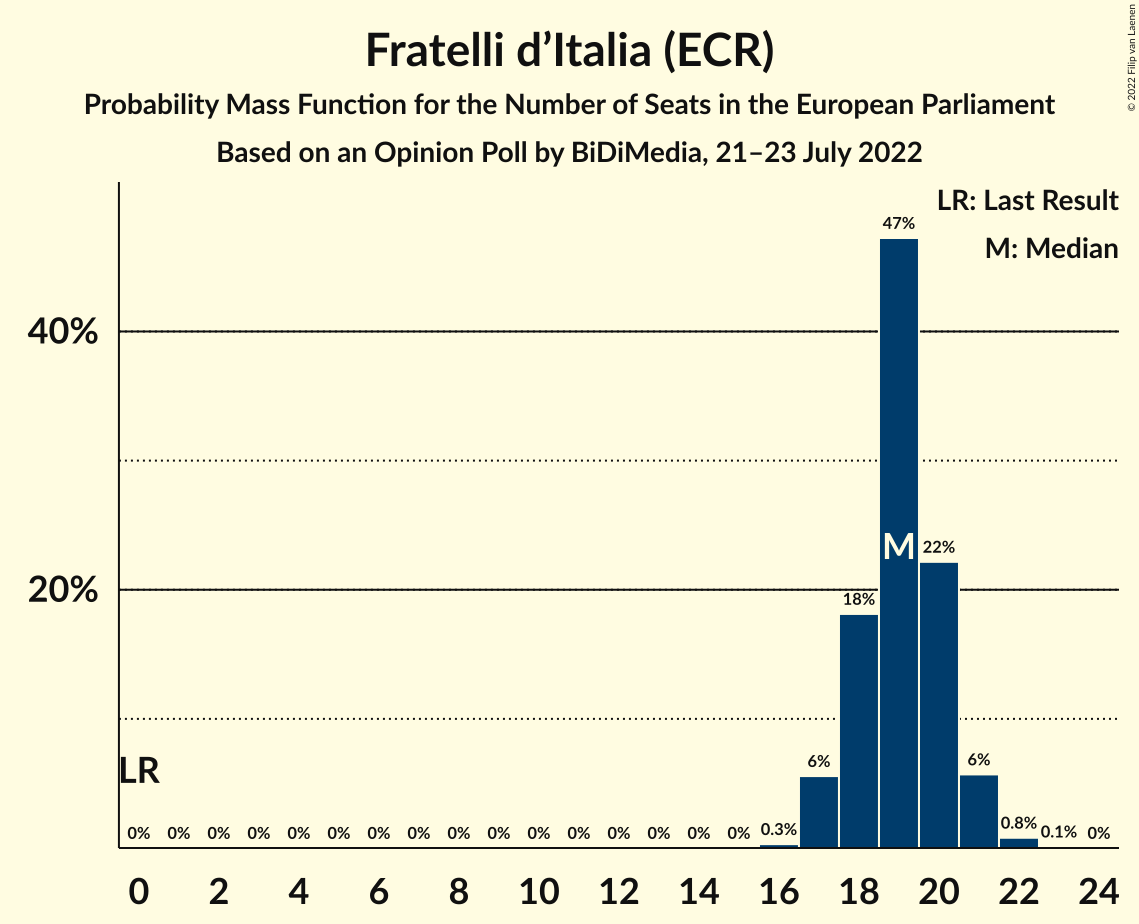 Fratelli d’Italia (ECR)
Probability Mass Function for the Number of Seats in the European Parliament
Based on an Opinion Poll by BiDiMedia, 21–23 July 2022
© 2022 Filip van Laenen
LR: Last Result
M: Median
40%
20%
47%
M
22%
18%
LR
6%
6%
0% 0% 0% 0% 0% 0% 0% 0% 0% 0% 0% 0% 0% 0% 0% 0% 0.3% 0.8% 0.1% 0%
0 2 4 6 8 10 12 14 16 18 20 22 24